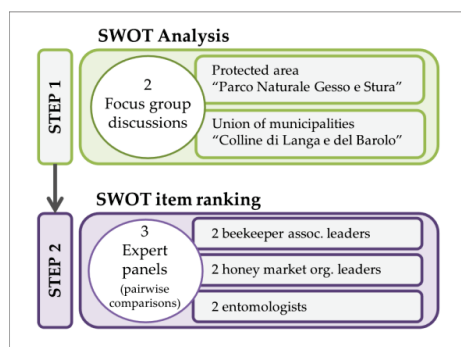 SWOT Analysis
STEP 1
2
Focus group
discussions
Protected area
“Parco Naturale Gesso e Stura”
Union of municipalities
“Colline di Langa e del Barolo”
SWOT item ranking
STEP 2
3
Expert
panels
(pairwise
comparisons)
2 beekeeper assoc. leaders
2 honey market org. leaders
2 entomologists